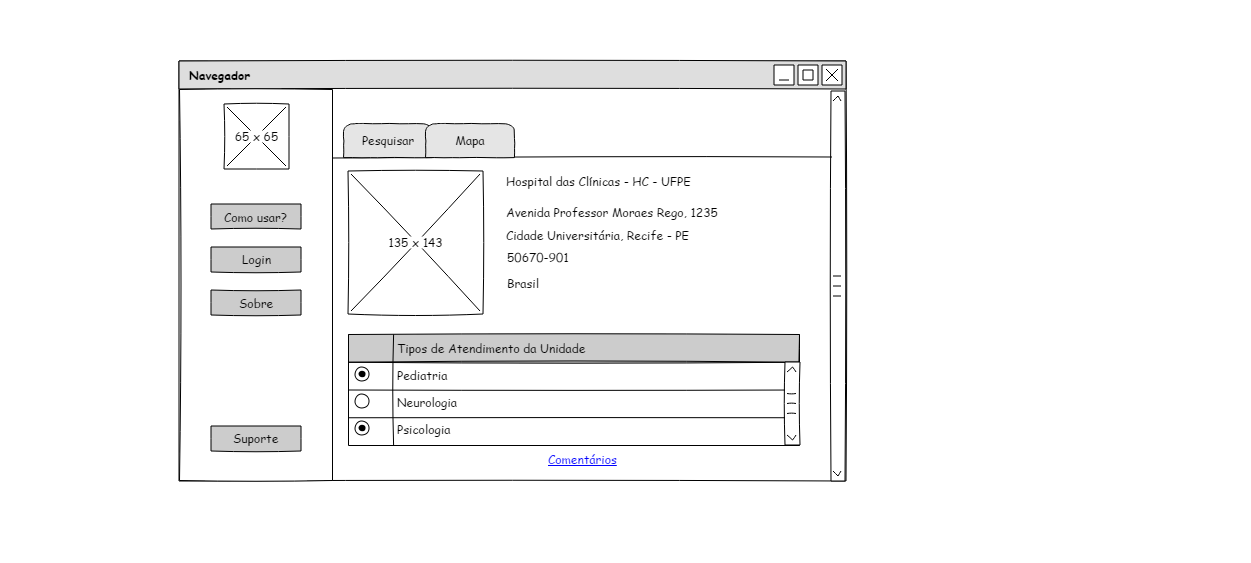 Navegador
65 x 65
Como usar?
Login
Sobre
Suporte
Pesquisar
Mapa
135 x 143
Hospital das Clínicas - HC - UFPE
Avenida Professor Moraes Rego, 1235
Cidade Universitária, Recife - PE
50670-901
Brasil
Tipos de Atendimento da Unidade
Pediatria
Neurologia
Psicologia
Comentários